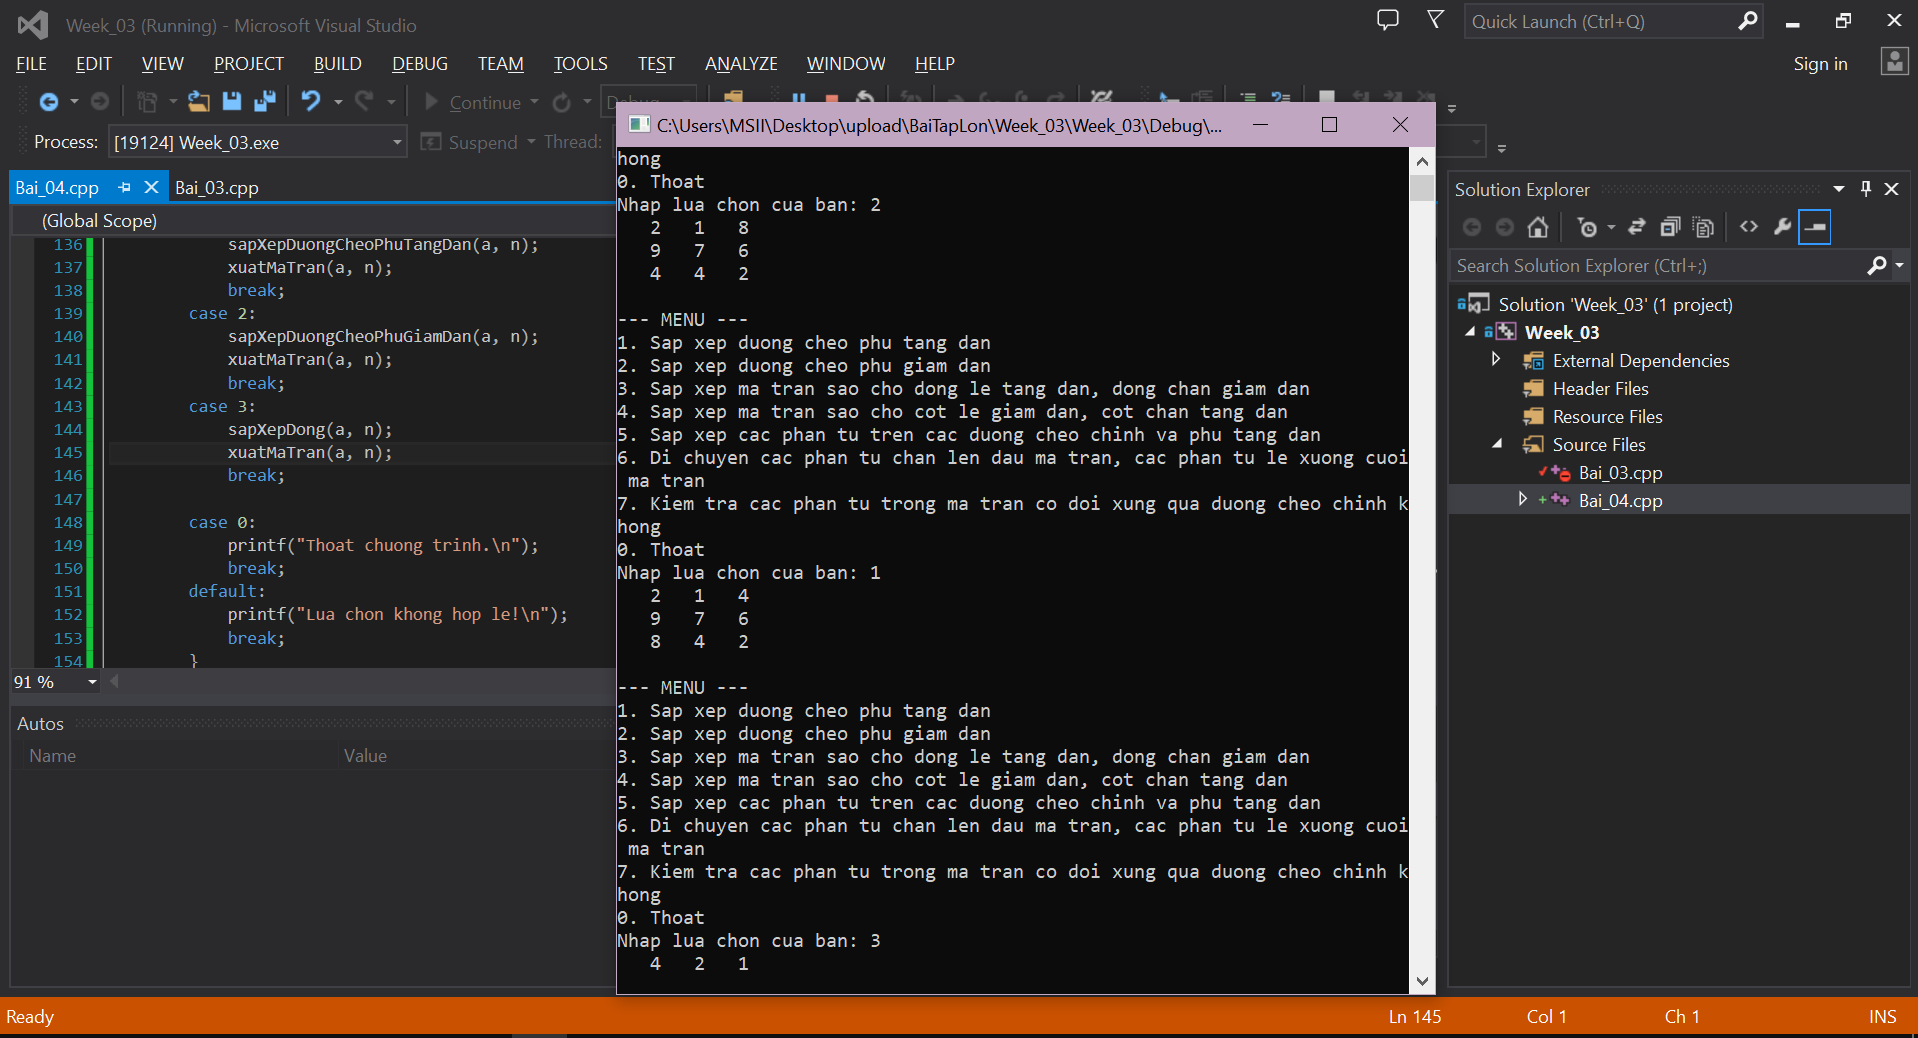 Week_03 (Running) - Microsoft Visual Studio
Quick Launch (Ctrl+Q)
FILE EDIT VIEW PROJECT BUILD DEBUG TEAM TOOLS TEST ANALYZE WINDOW HELP
Sign in
Continue
Process: [19124] Week_03.exe
Suspend
Thread:
Bai_04.cpp
Bai_03.cpp
(Global Scope)
136 sapXepDuongCheoPhuTangDan(a, n);
137 xuatMaTran(a, n);
138 break;
139 case 2:
140 sapXepDuongCheoPhuGiamDan(a, n);
141 xuatMaTran(a, n);
142 break;
143 case 3:
144 sapXepDong(a, n);
145 xuatMaTran(a, n);
146 break;
147
148 case 0:
149 printf("Thoat chuong trinh.\n");
150 break;
151 default:
152 printf("Lua chon khong hop le!\n");
153 break;
154 }
91 %
Autos
Name Value
C:\Users\MSII\Desktop\upload\BaiTapLon\Week_03\Week_03\Debug\...
hong
0. Thoat
Nhap lua chon cua ban: 2
2 1 8
9 7 6
4 4 2
--- MENU ---
1. Sap xep duong cheo phu tang dan
2. Sap xep duong cheo phu giam dan
3. Sap xep ma tran sao cho dong le tang dan, dong chan giam dan
4. Sap xep ma tran sao cho cot le giam dan, cot chan tang dan
5. Sap xep cac phan tu tren cac duong cheo chinh va phu tang dan
6. Di chuyen cac phan tu chan len dau ma tran, cac phan tu le xuong cuoi
ma tran
7. Kiem tra cac phan tu trong ma tran co doi xung qua duong cheo chinh k
hong
0. Thoat
Nhap lua chon cua ban: 1
2 1 4
9 7 6
8 4 2
--- MENU ---
1. Sap xep duong cheo phu tang dan
2. Sap xep duong cheo phu giam dan
3. Sap xep ma tran sao cho dong le tang dan, dong chan giam dan
4. Sap xep ma tran sao cho cot le giam dan, cot chan tang dan
5. Sap xep cac phan tu tren cac duong cheo chinh va phu tang dan
6. Di chuyen cac phan tu chan len dau ma tran, cac phan tu le xuong cuoi
ma tran
7. Kiem tra cac phan tu trong ma tran co doi xung qua duong cheo chinh k
hong
0. Thoat
Nhap lua chon cua ban: 3
4 2 1
Solution Explorer
Search Solution Explorer (Ctrl+;)
Solution 'Week_03' (1 project)
Week_03
External Dependencies
Header Files
Resource Files
Source Files
Bai_03.cpp
Bai_04.cpp
Ready
Ln 145 Col 1 Ch 1 INS